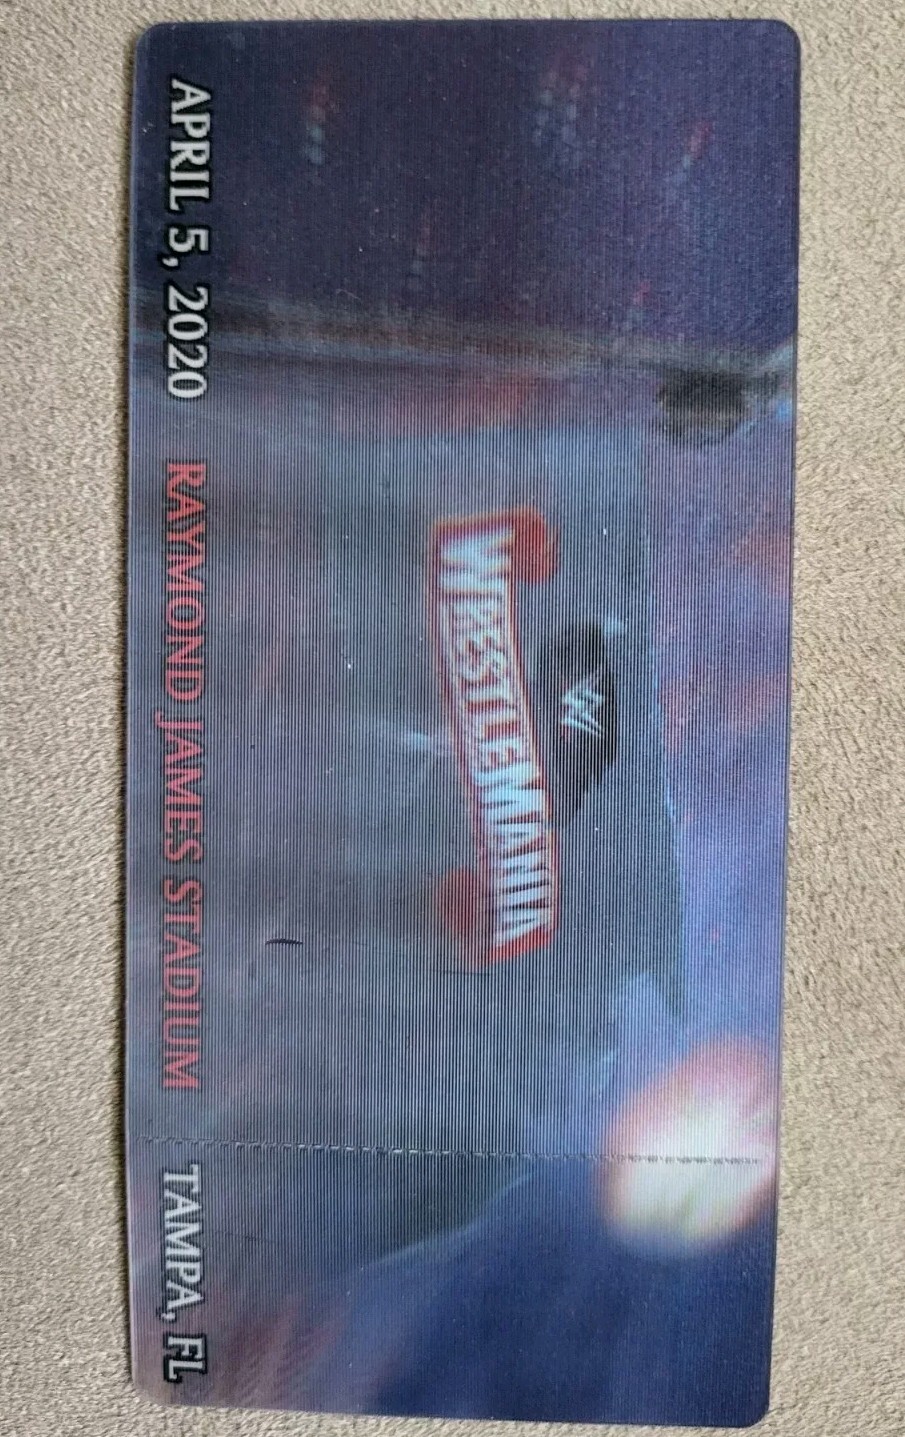 WRESTLEMANIA
APRIL 5, 2020 RAYMOND JAMES STADIUM TAMPA, FL